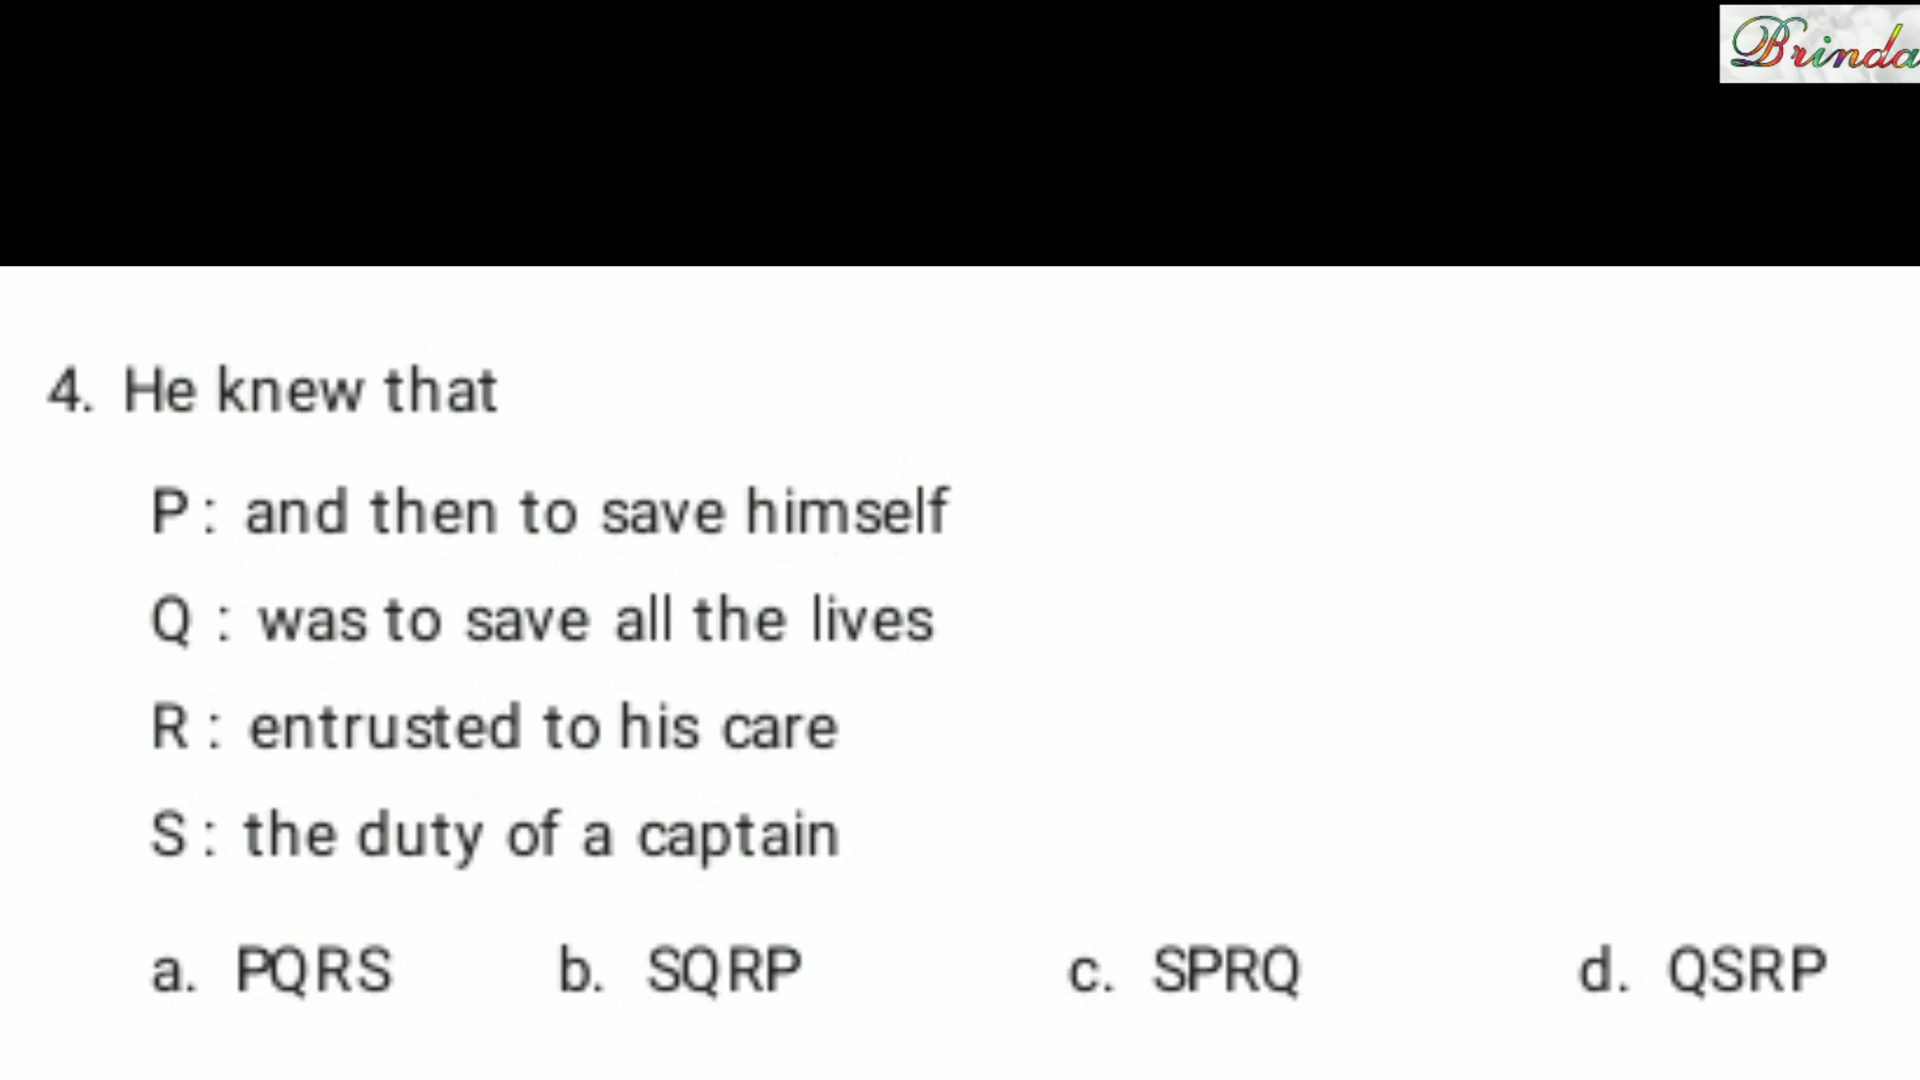 Brinda
4. He knew that
P : and then to save himself
Q : was to save all the lives
R : entrusted to his care
S : the duty of a captain
a. PQRS b. SQRP c. SPRQ d. QSRP